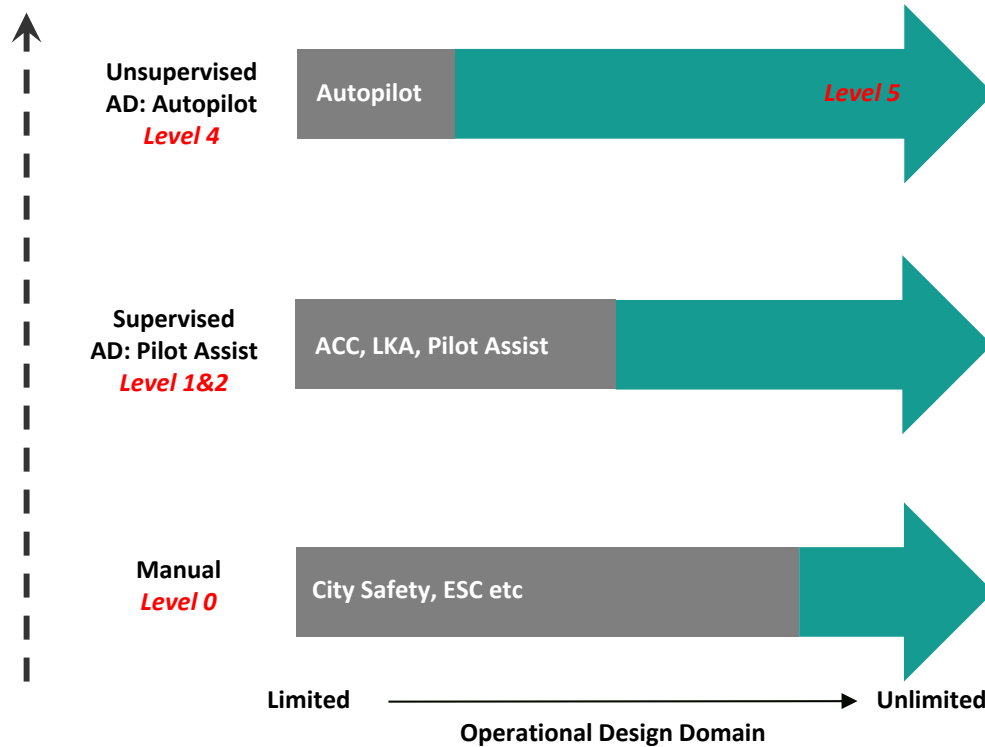 Unsupervised
AD: Autopilot
Level 4
Autopilot
Level 5
Supervised
AD: Pilot Assist
Level 1&2
ACC, LKA, Pilot Assist
Manual
Level 0
City Safety, ESC etc
Limited
Unlimited
Operational Design Domain